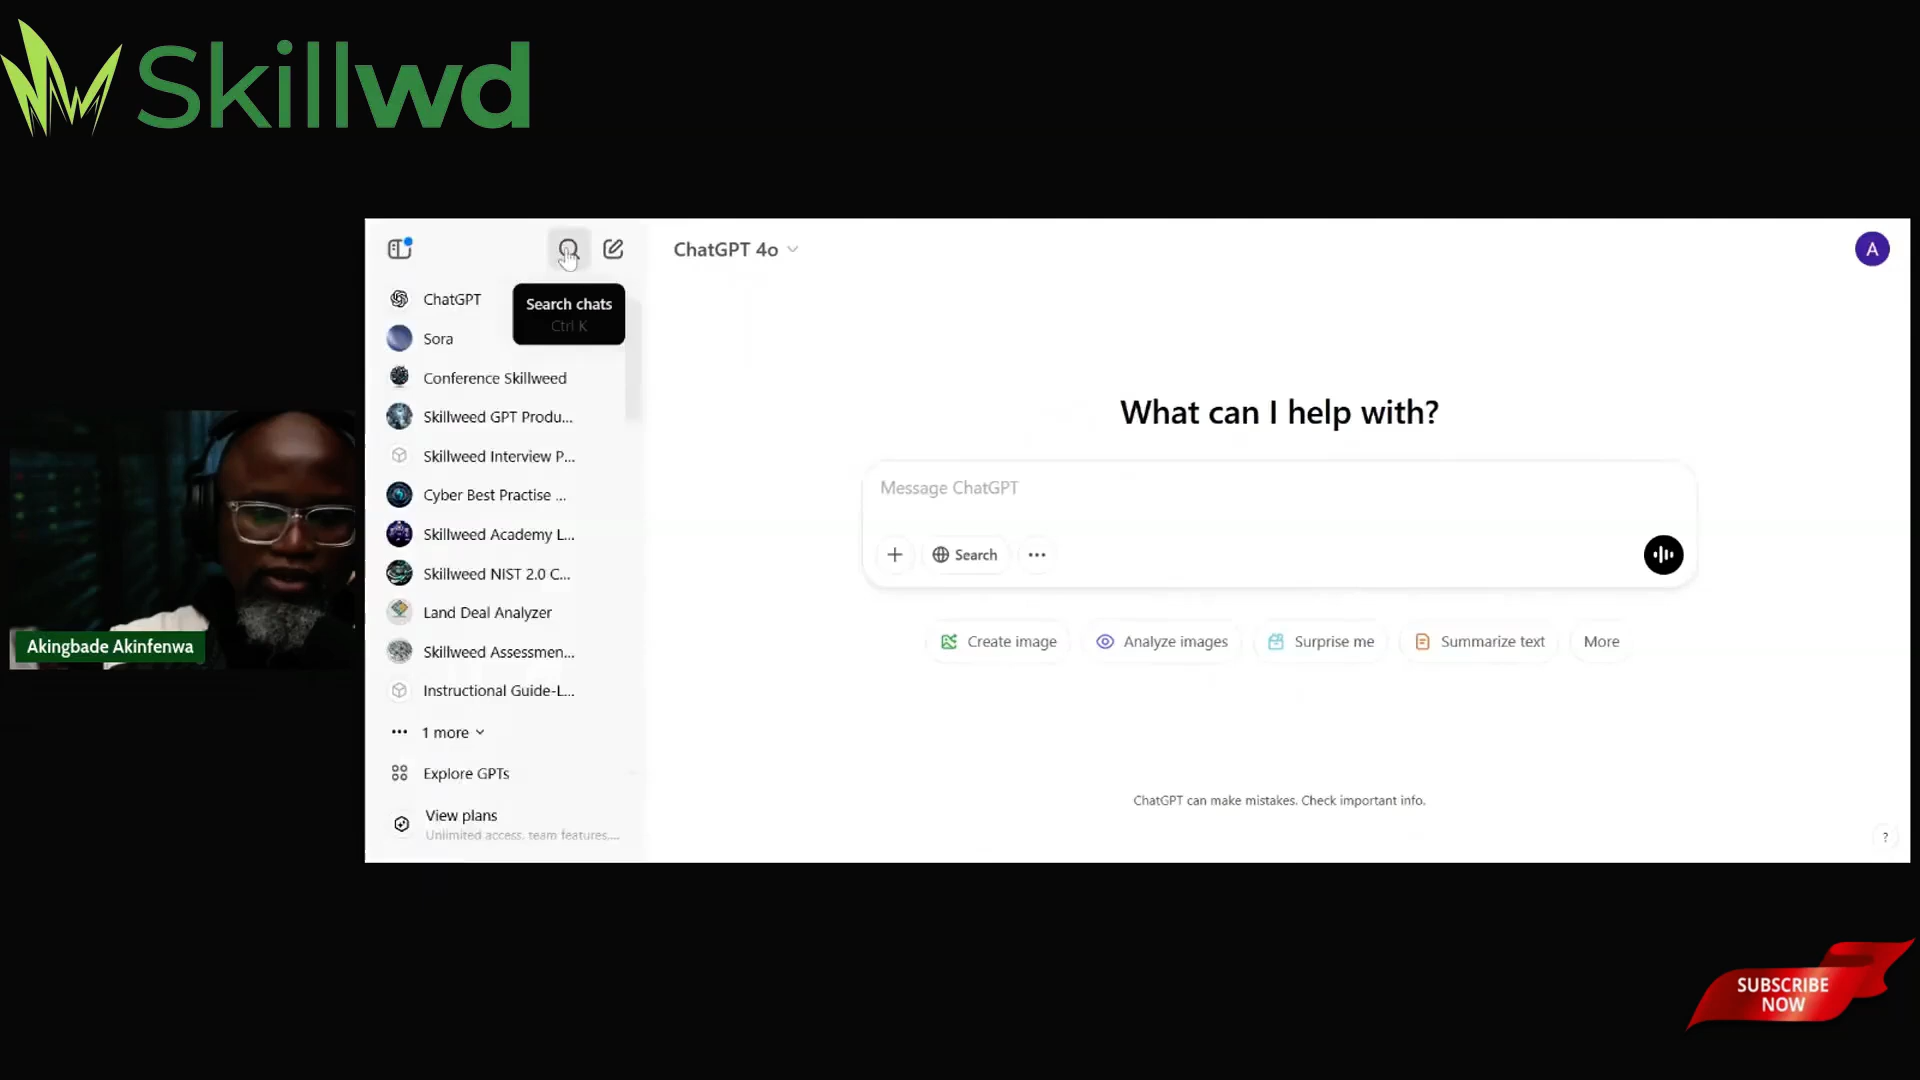 Skillwd
ChatGPT 4o
A
Search chats
Ctrl K
ChatGPT
Sora
Conference Skillweed
Skillweed GPT Produ...
Skillweed Interview P...
Cyber Best Practise ...
Skillweed Academy L...
Skillweed NIST 2.0 C...
Land Deal Analyzer
Skillweed Assessmen...
Instructional Guide-L...
1 more
Explore GPTs
View plans
Unlimited access, team features,...
What can I help with?
Message ChatGPT
Search
Create image
Analyze images
Surprise me
Summarize text
More
ChatGPT can make mistakes. Check important info.
?
Akingbade Akinfenwa
SUBSCRIBE
NOW